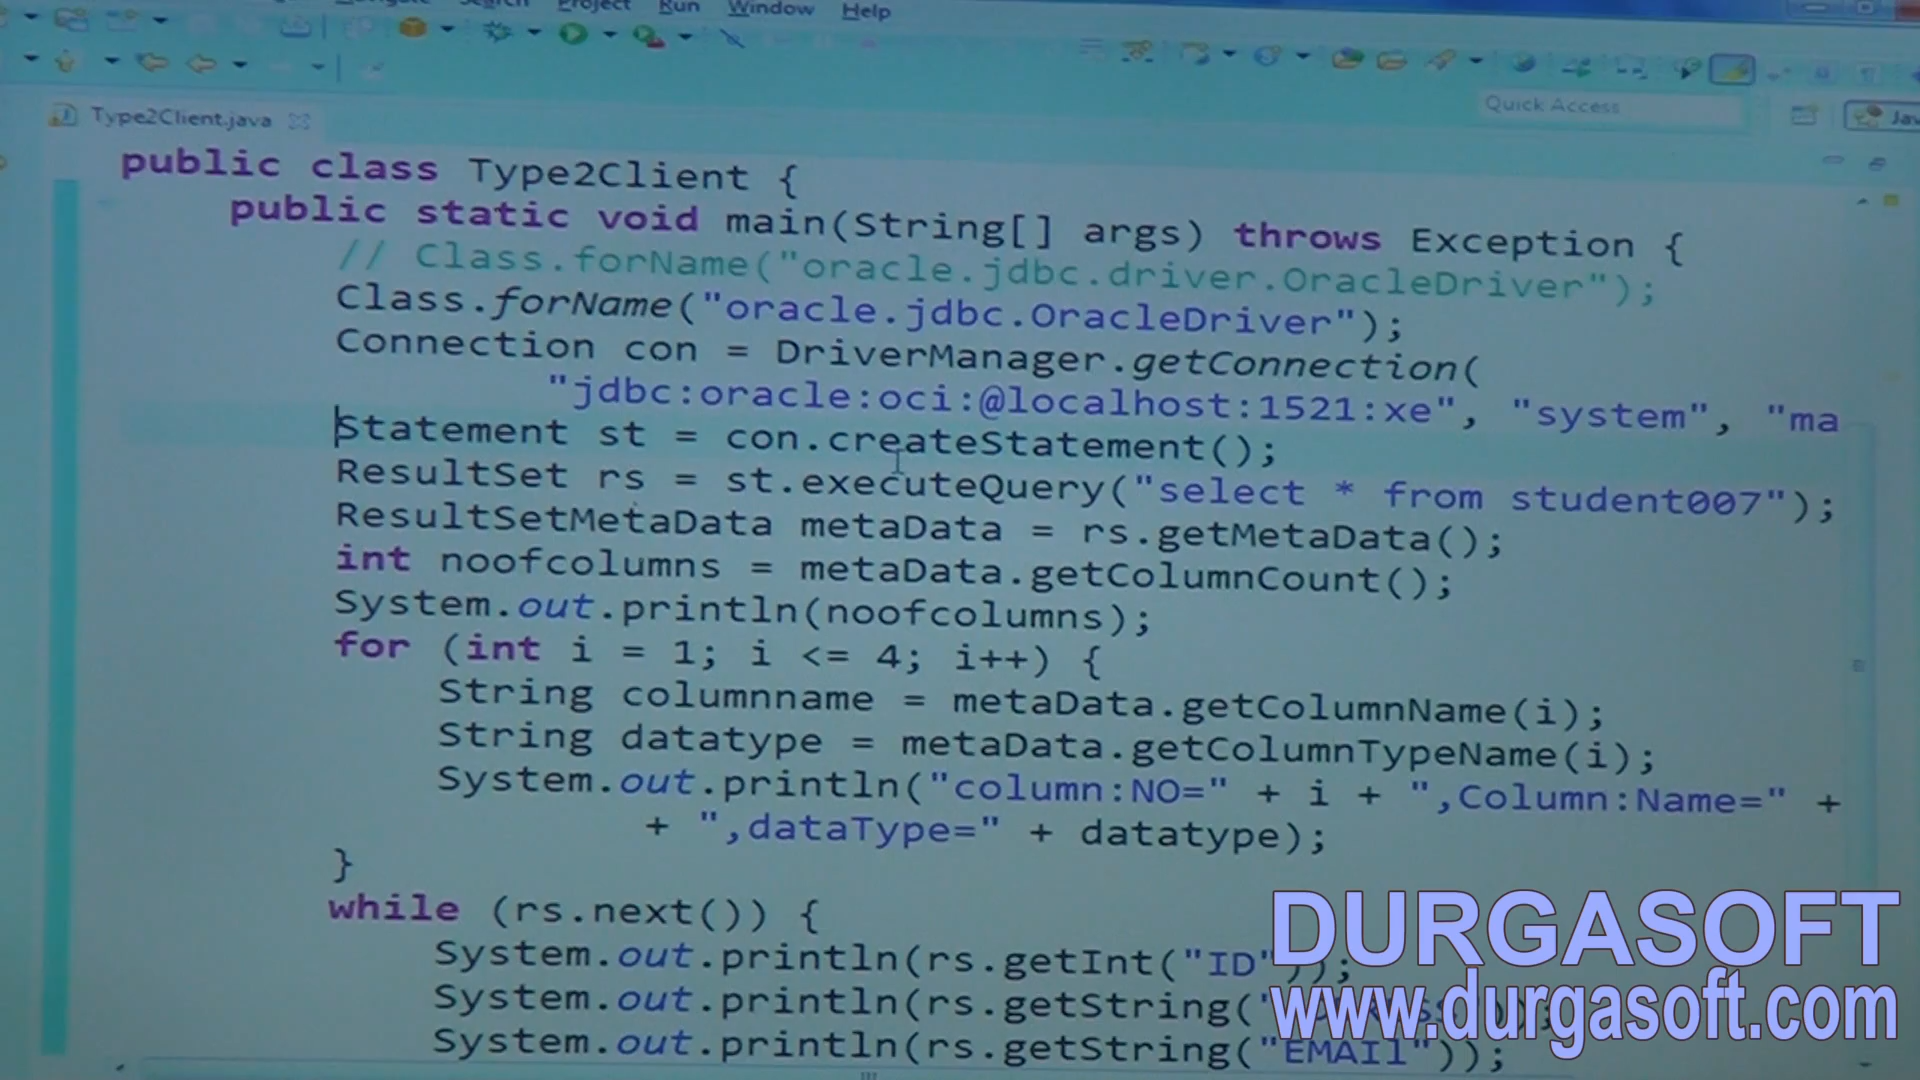 Search Project Run Window Help
Quick Access
Type2Client.java
public class Type2Client {
public static void main(String[] args) throws Exception {
// Class.forName("oracle.jdbc.driver.OracleDriver");
Class.forName("oracle.jdbc.OracleDriver");
Connection con = DriverManager.getConnection(
"jdbc:oracle:oci:@localhost:1521:xe", "system", "ma
Statement st = con.createStatement();
ResultSet rs = st.executeQuery("select * from student007");
ResultSetMetaData metaData = rs.getMetaData();
int noofcolumns = metaData.getColumnCount();
System.out.println(noofcolumns);
for (int i = 1; i <= 4; i++) {
String columnname = metaData.getColumnName(i);
String datatype = metaData.getColumnTypeName(i);
System.out.println("column:NO=" + i + ",Column:Name=" +
+ ",dataType=" + datatype);
}
while (rs.next()) {
System.out.println(rs.getInt("ID"));
System.out.println(rs.getString("
System.out.println(rs.getString("EMAIl"));
DURGASOFT
www.durgasoft.com